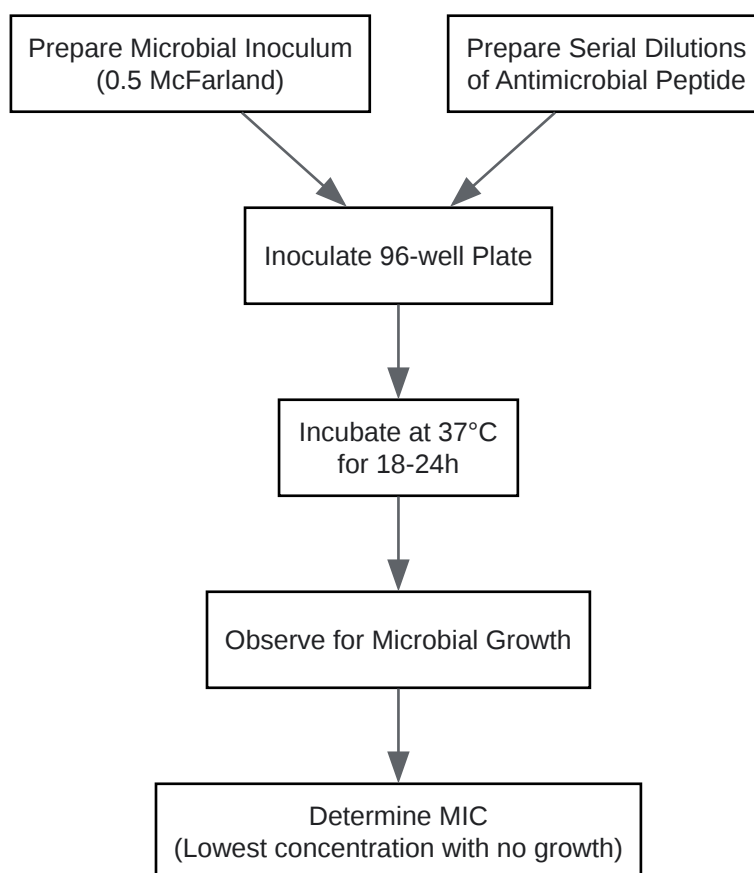 Prepare Microbial Inoculum
(0.5 McFarland)
Prepare Serial Dilutions
of Antimicrobial Peptide
Inoculate 96-well Plate
Incubate at 37°C
for 18-24h
Observe for Microbial Growth
Determine MIC
(Lowest concentration with no growth)